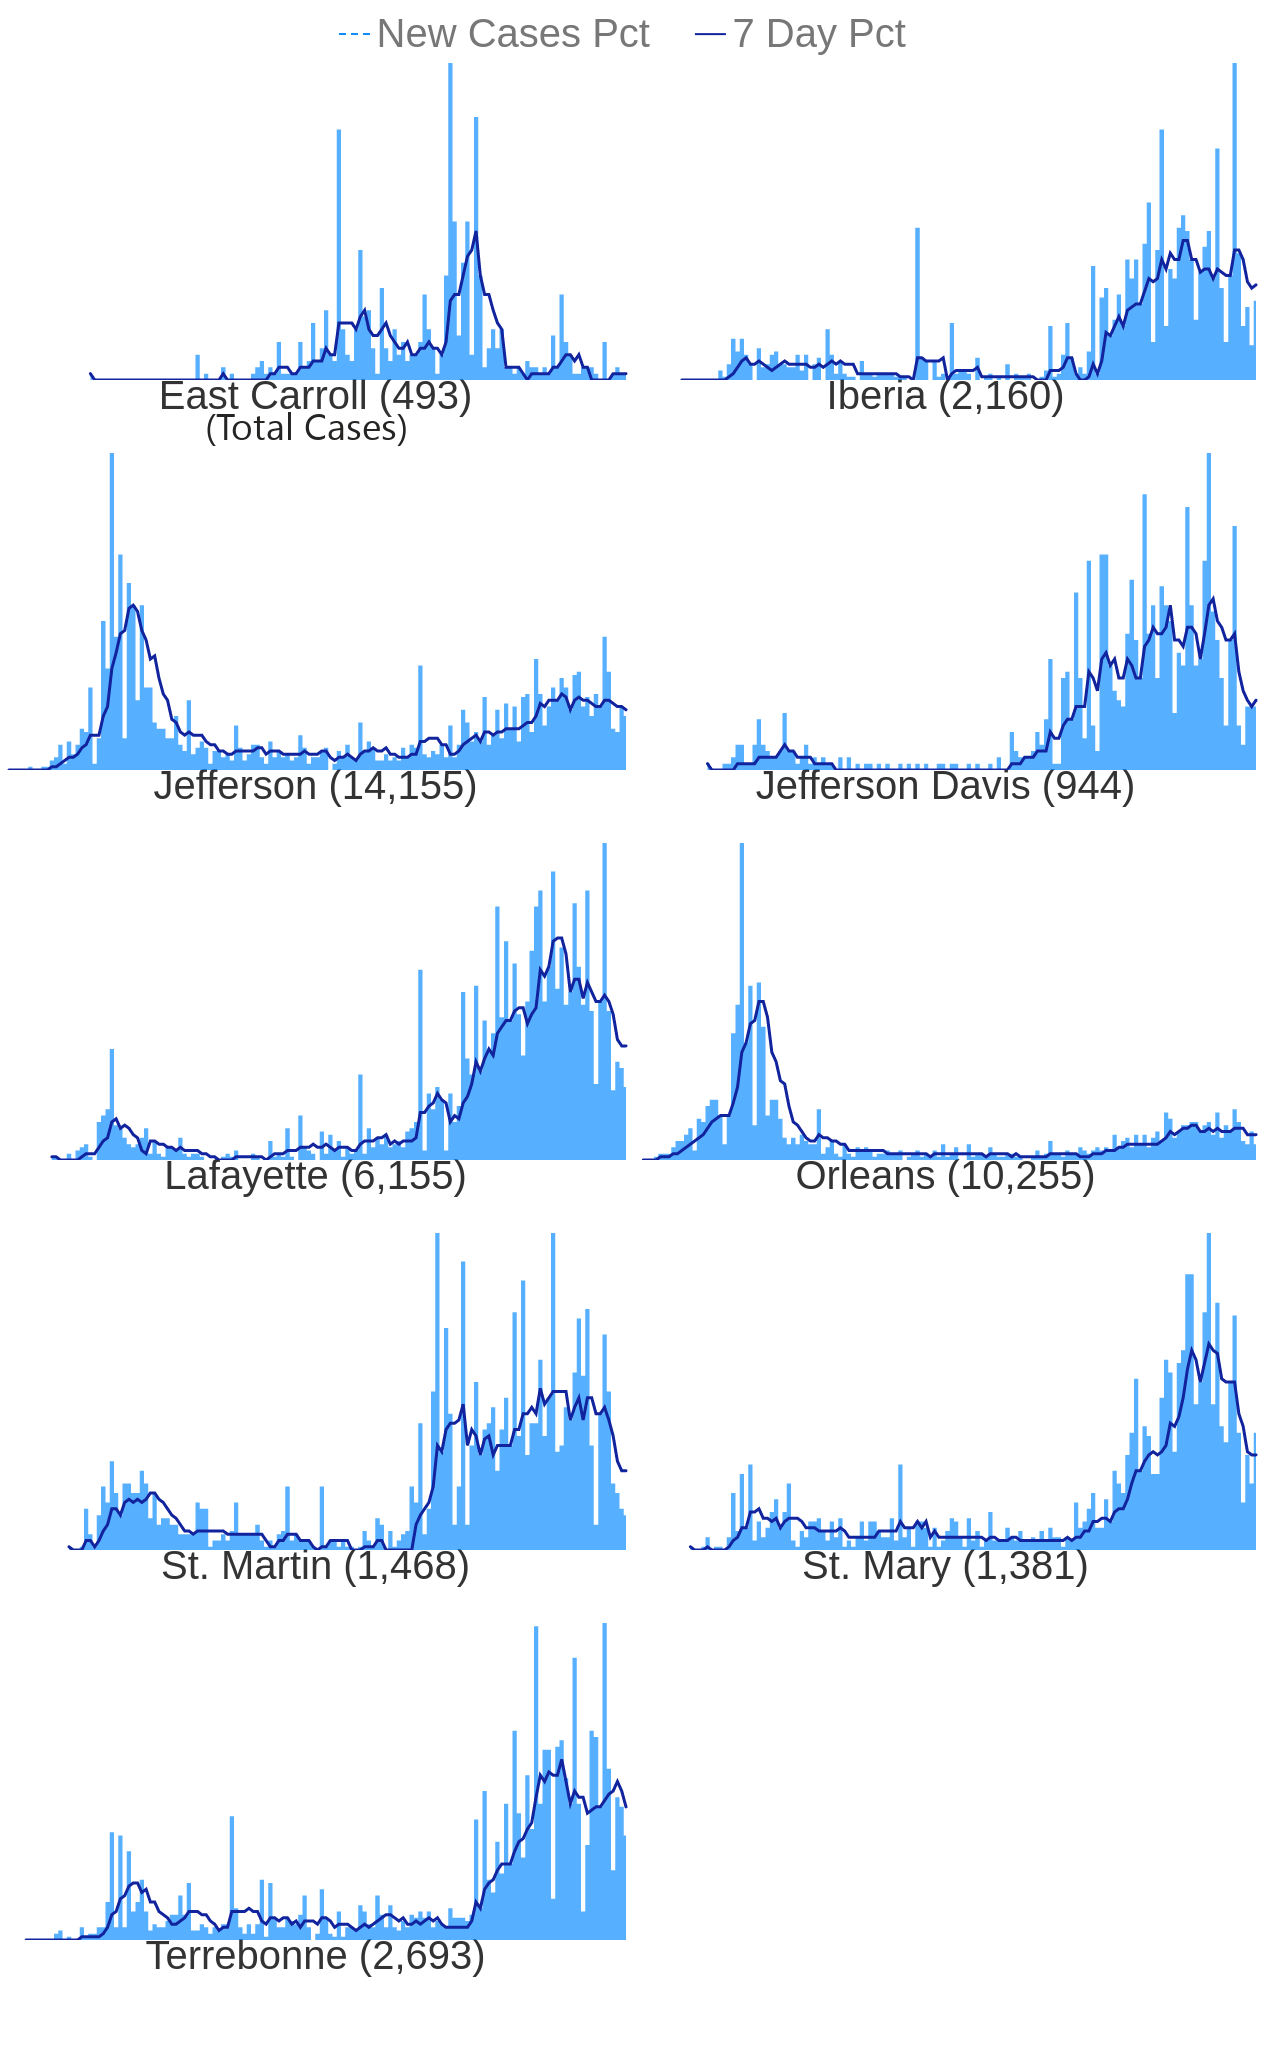 New Cases Pct 7 Day Pct
East Carroll (493) Iberia (2,160)
(Total Cases)
Jefferson (14,155) Jefferson Davis (944)
Lafayette (6,155) Orleans (10,255)
St. Martin (1,468) St. Mary (1,381)
Terrebonne (2,693)